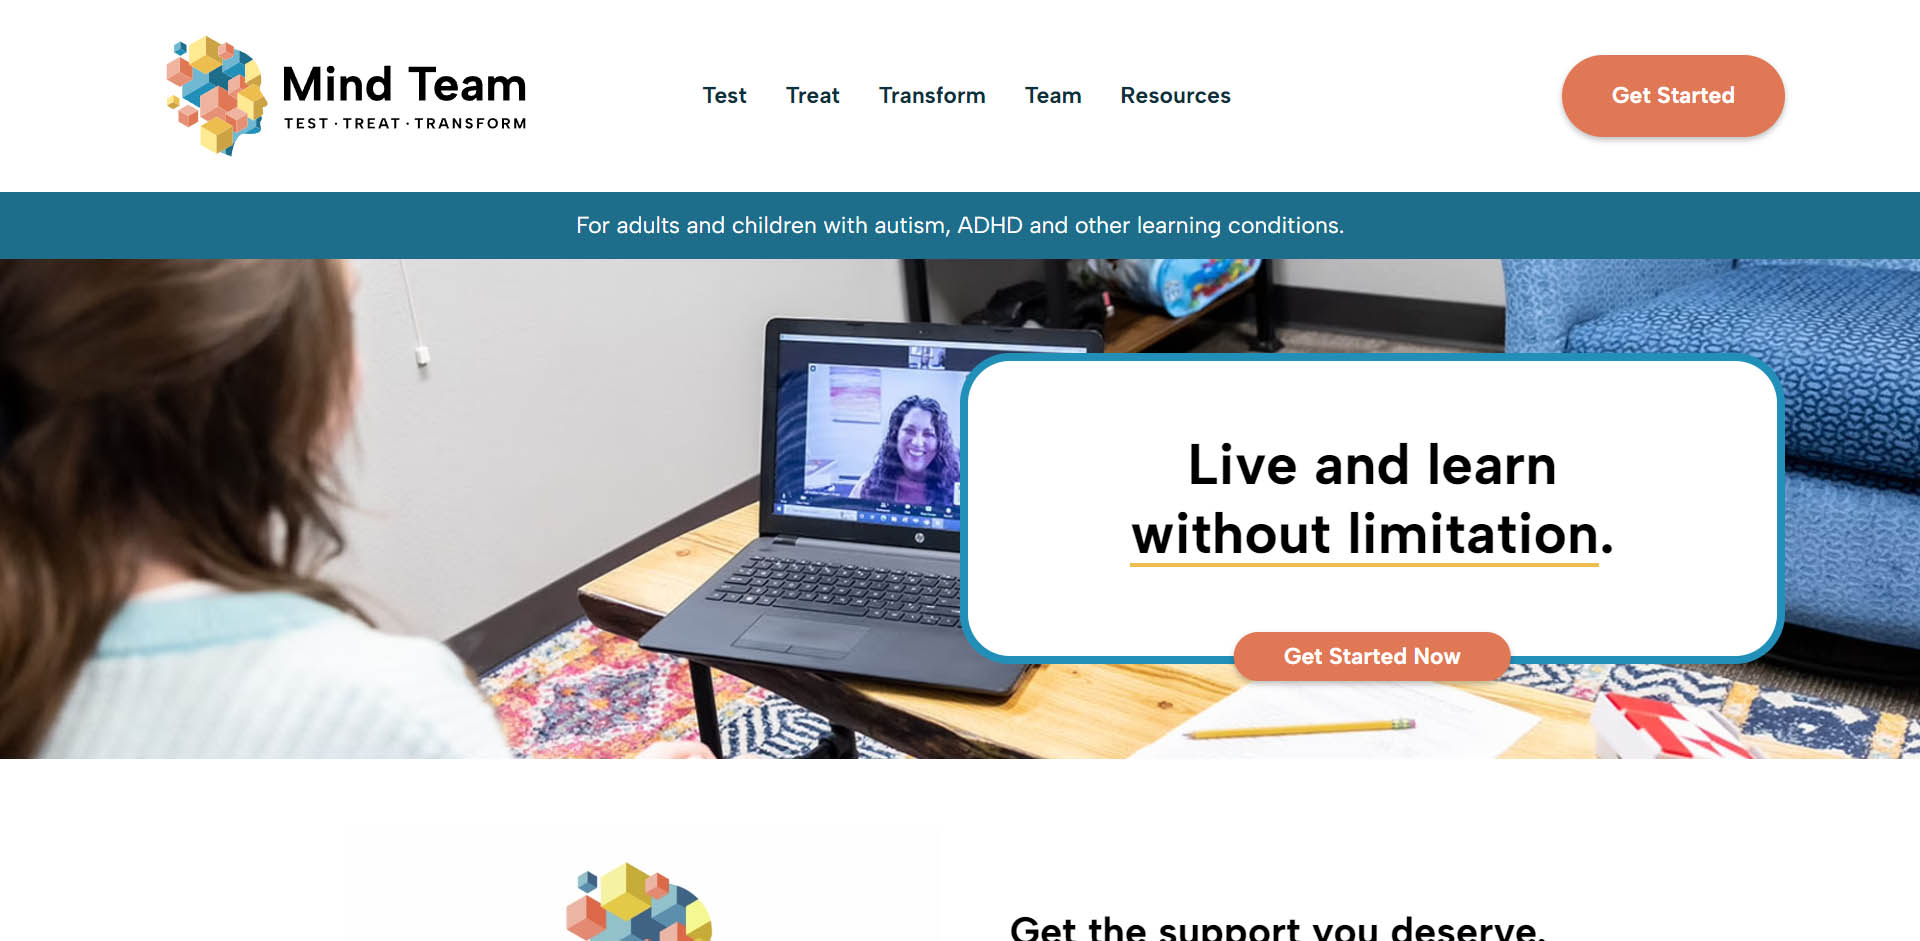 Mind Team
TEST · TREAT · TRANSFORM
Test Treat Transform Team Resources
Get Started
For adults and children with autism, ADHD and other learning conditions.
hp
Live and learn
without limitation.
Get Started Now
Get the support you deserve.